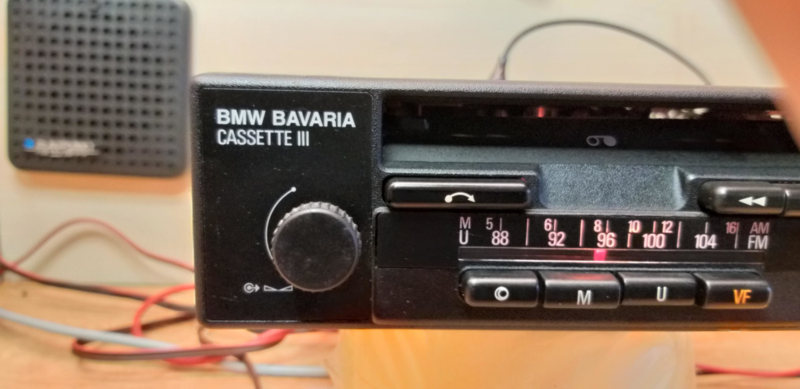 BMW BAVARIA
CASSETTE III
M 5 6 8 10 12 16 AM
U 88 92 96 100 104 FM
M U VF